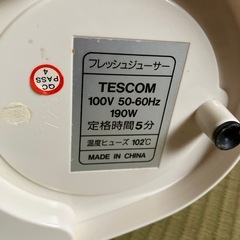 フレッシュジューサー
TESCOM
100V 50-60Hz
190W
定格時間5分
温度ヒューズ 102℃
MADE IN CHINA
QC
PASS
4